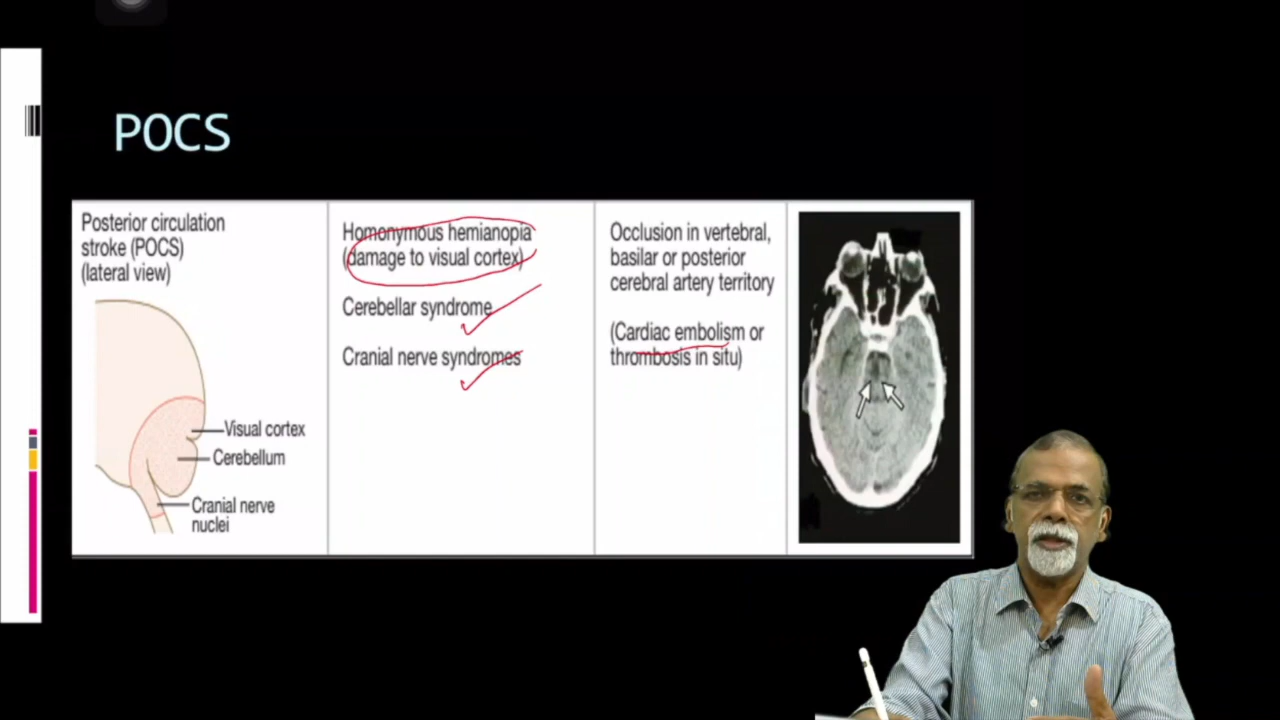 POCS
Posterior circulation
stroke (POCS)
(lateral view)
Visual cortex
Cerebellum
Cranial nerve
nuclei
Homonymous hemianopia
(damage to visual cortex)
Cerebellar syndrome
Cranial nerve syndromes
Occlusion in vertebral,
basilar or posterior
cerebral artery territory
(Cardiac embolism or
thrombosis in situ)